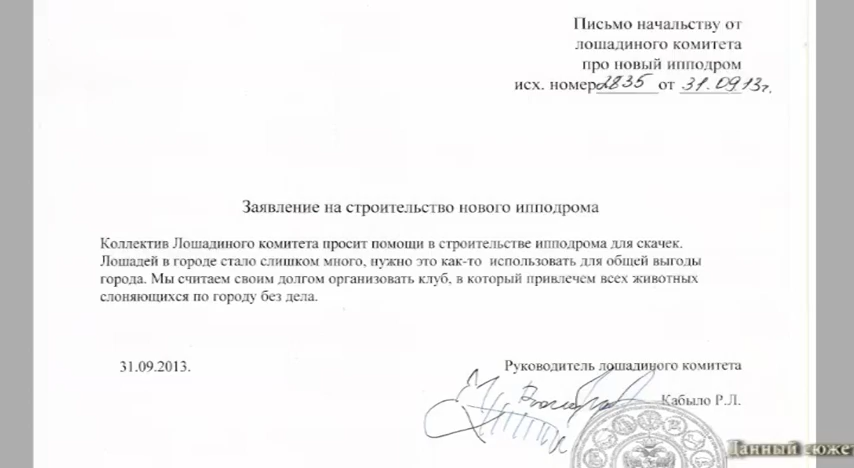 Письмо начальству от
лошадиного комитета
про новый ипподром
исх. номер 2835 от 31.09.13г.
Заявление на строительство нового ипподрома
Коллектив Лошадиного комитета просит помощи в строительстве ипподрома для скачек.
Лошадей в городе стало слишком много, нужно это как-то использовать для общей выгоды
города. Мы считаем своим долгом организовать клуб, в который привлечем всех животных
слоняющихся по городу без дела.
31.09.2013.
Руководитель лошадиного комитета
Кабыло Р.Л.
Данный сюжет